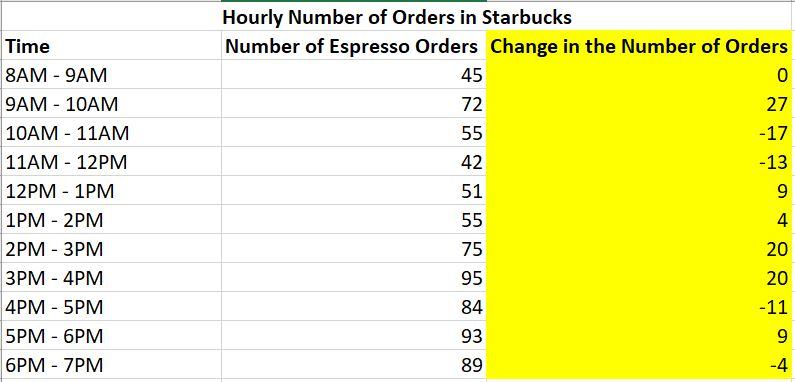 Hourly Number of Orders in Starbucks
Time Number of Espresso Orders Change in the Number of Orders
8AM - 9AM 45 0
9AM - 10AM 72 27
10AM - 11AM 55 -17
11AM - 12PM 42 -13
12PM - 1PM 51 9
1PM - 2PM 55 4
2PM - 3PM 75 20
3PM - 4PM 95 20
4PM - 5PM 84 -11
5PM - 6PM 93 9
6PM - 7PM 89 -4